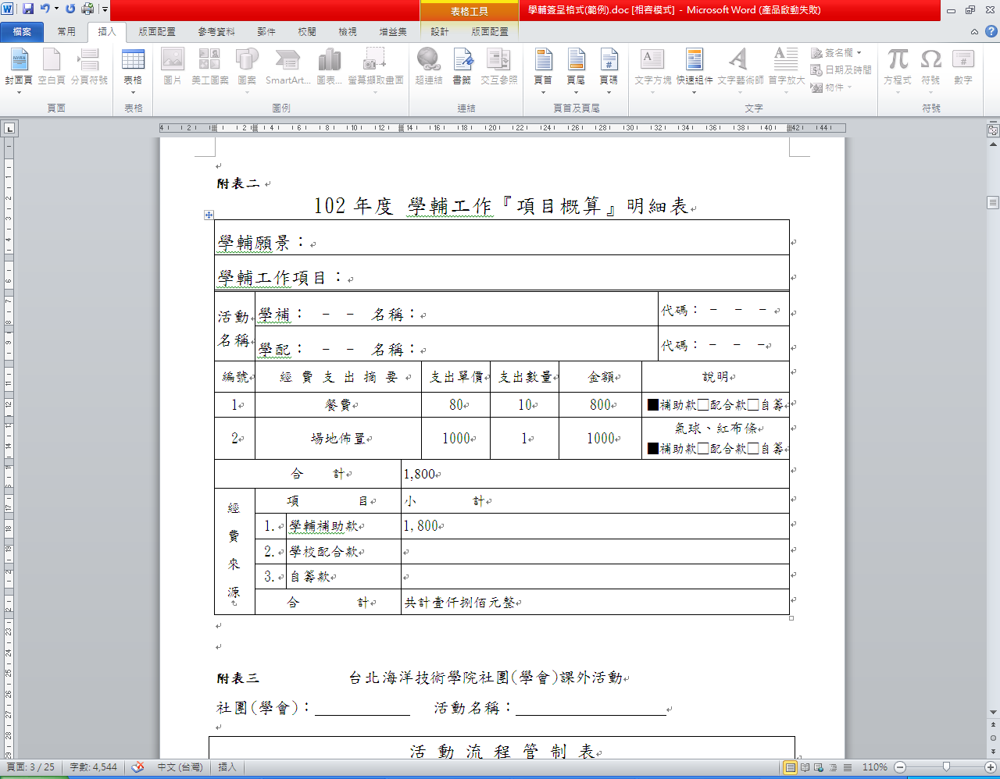 表格工具
學輔簽呈格式(範例).doc [相容模式] - Microsoft Word (產品啟動失敗)
檔案 常用 插入 版面配置 參考資料 郵件 校閱 檢視 增益集 設計 版面配置
封面頁 空白頁 分頁符號 表格 圖片 美工圖案 圖案 SmartArt... 圖表... 螢幕擷取畫面 超連結 書籤 交互參照 頁首 頁尾 頁碼 文字方塊 快速組件 文字藝術師 首字放大 簽名欄 日期及時間 物件 方程式 符號 數字
頁面 表格 圖例 連結 頁首及頁尾 文字 符號
附表二
102 年度 學輔工作『項目概算』明細表
學輔願景：
學輔工作項目：
活動名稱 學補： - - 名稱： 代碼： - - -
學配： - - 名稱： 代碼： - - -
編號 經 費 支 出 摘 要 支出單價 支出數量 金額 說明
1 餐費 80 10 800 ■補助款□配合款□自籌
2 場地佈置 1000 1 1000 氣球、紅布條
■補助款□配合款□自籌
合 計 1,800
經費來源 項 目 小 計
1. 學輔補助款 1,800
2. 學校配合款
3. 自籌款
合 計 共計壹仟捌佰元整
附表三 台北海洋技術學院社團(學會)課外活動
社團(學會)： 活動名稱：
活 動 流 程 管 制 表
頁面: 3 / 25 字數: 4,544 中文 (台灣) 插入 110%